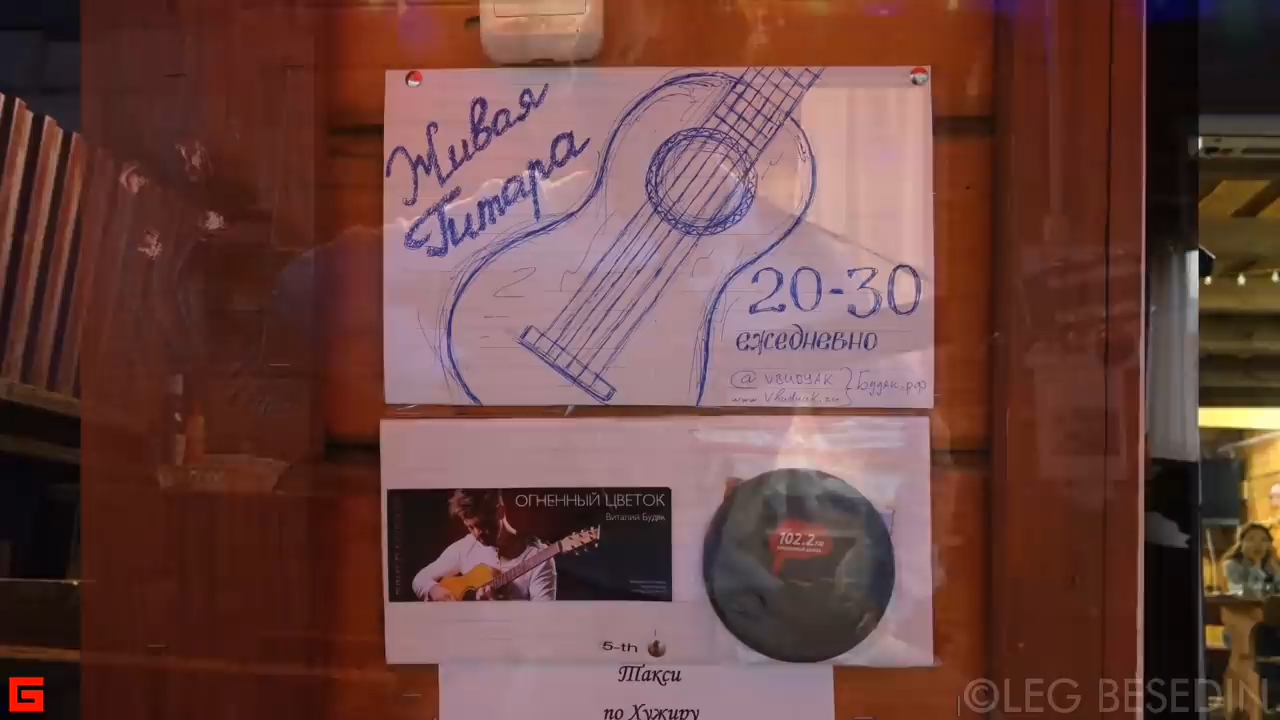 Живая
Гитара
20-30
ежедневно
@ VBUDYAK
www.vbudyak.ru
Будяк.рф
ОГНЕННЫЙ ЦВЕТОК
Виталий Будяк
102.2 FM
5-th
Такси
по Хужиру
G
©LEG BESEDIN